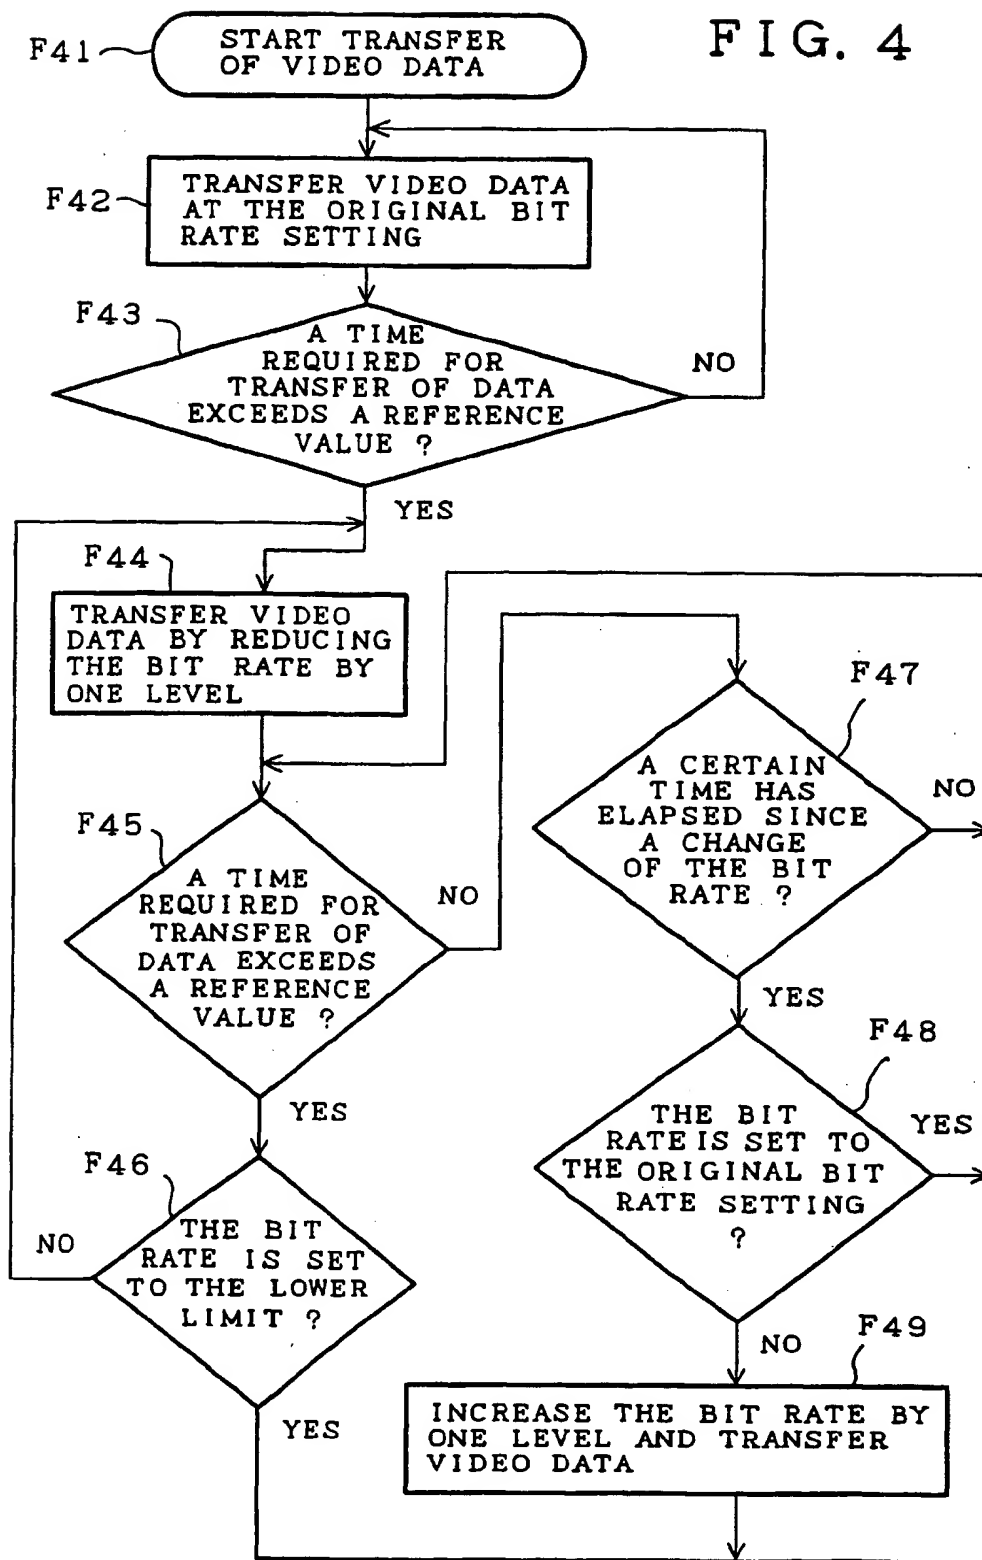 FIG. 4
F41
START TRANSFER
OF VIDEO DATA
F42
TRANSFER VIDEO DATA
AT THE ORIGINAL BIT
RATE SETTING
F43
A TIME
REQUIRED FOR
TRANSFER OF DATA
EXCEEDS A REFERENCE
VALUE ?
NO
YES
F44
TRANSFER VIDEO
DATA BY REDUCING
THE BIT RATE BY
ONE LEVEL
F45
A TIME
REQUIRED FOR
TRANSFER OF
DATA EXCEEDS
A REFERENCE
VALUE ?
NO
YES
F46
THE BIT
RATE IS SET
TO THE LOWER
LIMIT ?
NO
YES
F47
A CERTAIN
TIME HAS
ELAPSED SINCE
A CHANGE
OF THE BIT
RATE ?
NO
YES
F48
THE BIT
RATE IS SET TO
THE ORIGINAL BIT
RATE SETTING
?
YES
NO
F49
INCREASE THE BIT RATE BY
ONE LEVEL AND TRANSFER
VIDEO DATA